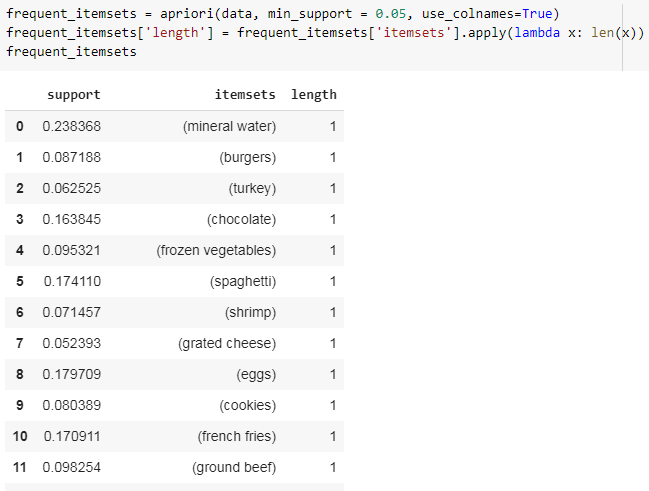 frequent_itemsets = apriori(data, min_support = 0.05, use_colnames=True)
frequent_itemsets['length'] = frequent_itemsets['itemsets'].apply(lambda x: len(x))
frequent_itemsets
support itemsets length
0 0.238368 (mineral water) 1
1 0.087188 (burgers) 1
2 0.062525 (turkey) 1
3 0.163845 (chocolate) 1
4 0.095321 (frozen vegetables) 1
5 0.174110 (spaghetti) 1
6 0.071457 (shrimp) 1
7 0.052393 (grated cheese) 1
8 0.179709 (eggs) 1
9 0.080389 (cookies) 1
10 0.170911 (french fries) 1
11 0.098254 (ground beef) 1